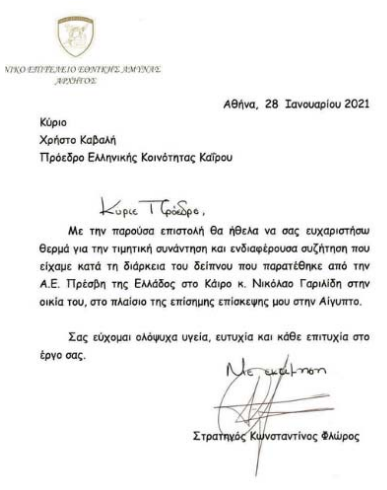 ΝΙΚΟ ΕΠΙΤΕΛΕΙΟ ΕΘΝΙΚΗΣ ΑΜΥΝΑΣ
ΑΡΧΗΓΟΣ
Αθήνα, 28 Ιανουαρίου 2021
Κύριο
Χρήστο Καβαλή
Πρόεδρο Ελληνικής Κοινότητας Καΐρου
Κύριε Πρόεδρε,
Με την παρούσα επιστολή θα ήθελα να σας ευχαριστήσω
θερμά για την τιμητική συνάντηση και ενδιαφέρουσα συζήτηση που
είχαμε κατά τη διάρκεια του δείπνου που παρατέθηκε από την
Α.Ε. Πρέσβη της Ελλάδος στο Κάιρο κ. Νικόλαο Γαριλίδη στην
οικία του, στο πλαίσιο της επίσημης επίσκεψης μου στην Αίγυπτο.
Σας εύχομαι ολόψυχα υγεία, ευτυχία και κάθε επιτυχία στο
έργο σας.
Με εκτίμηση
Στρατηγός Κωνσταντίνος Φλώρος